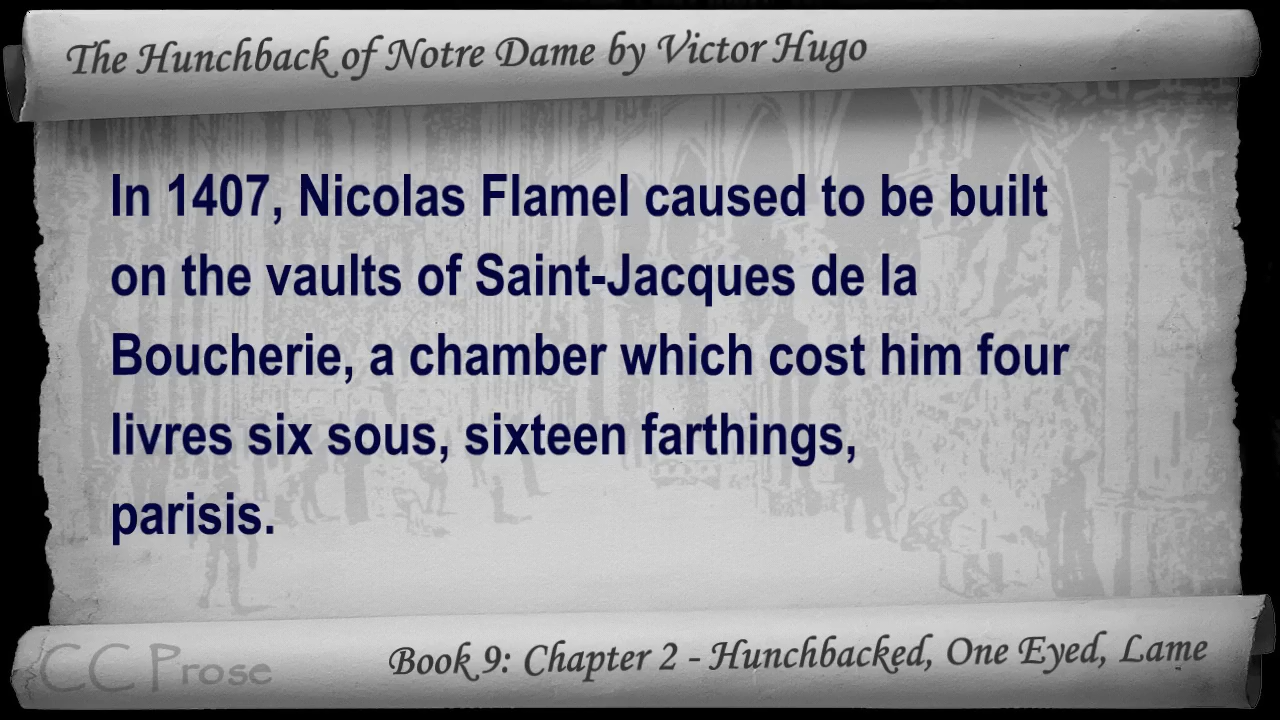 The Hunchback of Notre Dame by Victor Hugo
In 1407, Nicolas Flamel caused to be built
on the vaults of Saint-Jacques de la
Boucherie, a chamber which cost him four
livres six sous, sixteen farthings,
parisis.
CC Prose
Book 9: Chapter 2 - Hunchbacked, One Eyed, Lame